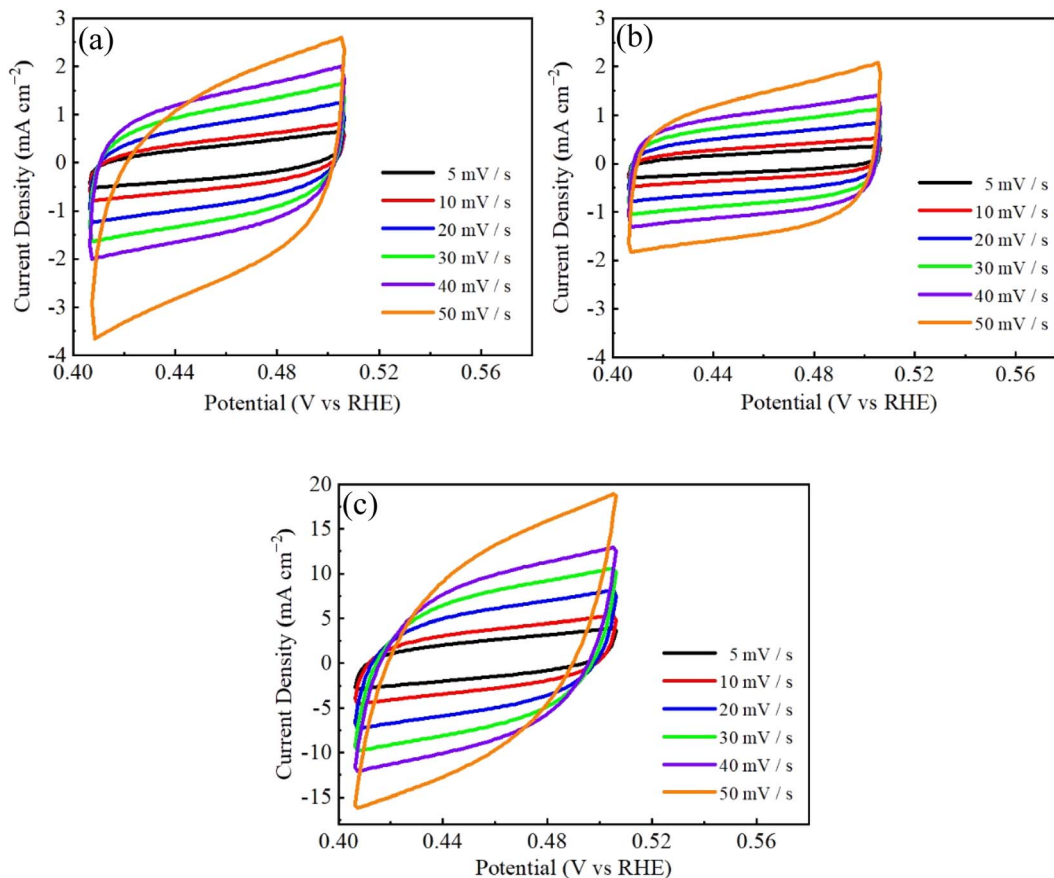 (a)
3
2
1
0
-1
-2
-3
-4
Current Density (mA cm⁻²)
5 mV / s
10 mV / s
20 mV / s
30 mV / s
40 mV / s
50 mV / s
0.40 0.44 0.48 0.52 0.56
Potential (V vs RHE)
(b)
3
2
1
0
-1
-2
-3
-4
Current Density (mA cm⁻²)
5 mV / s
10 mV / s
20 mV / s
30 mV / s
40 mV / s
50 mV / s
0.40 0.44 0.48 0.52 0.56
Potential (V vs RHE)
(c)
20
15
10
5
0
-5
-10
-15
Current Density (mA cm⁻²)
5 mV / s
10 mV / s
20 mV / s
30 mV / s
40 mV / s
50 mV / s
0.40 0.44 0.48 0.52 0.56
Potential (V vs RHE)